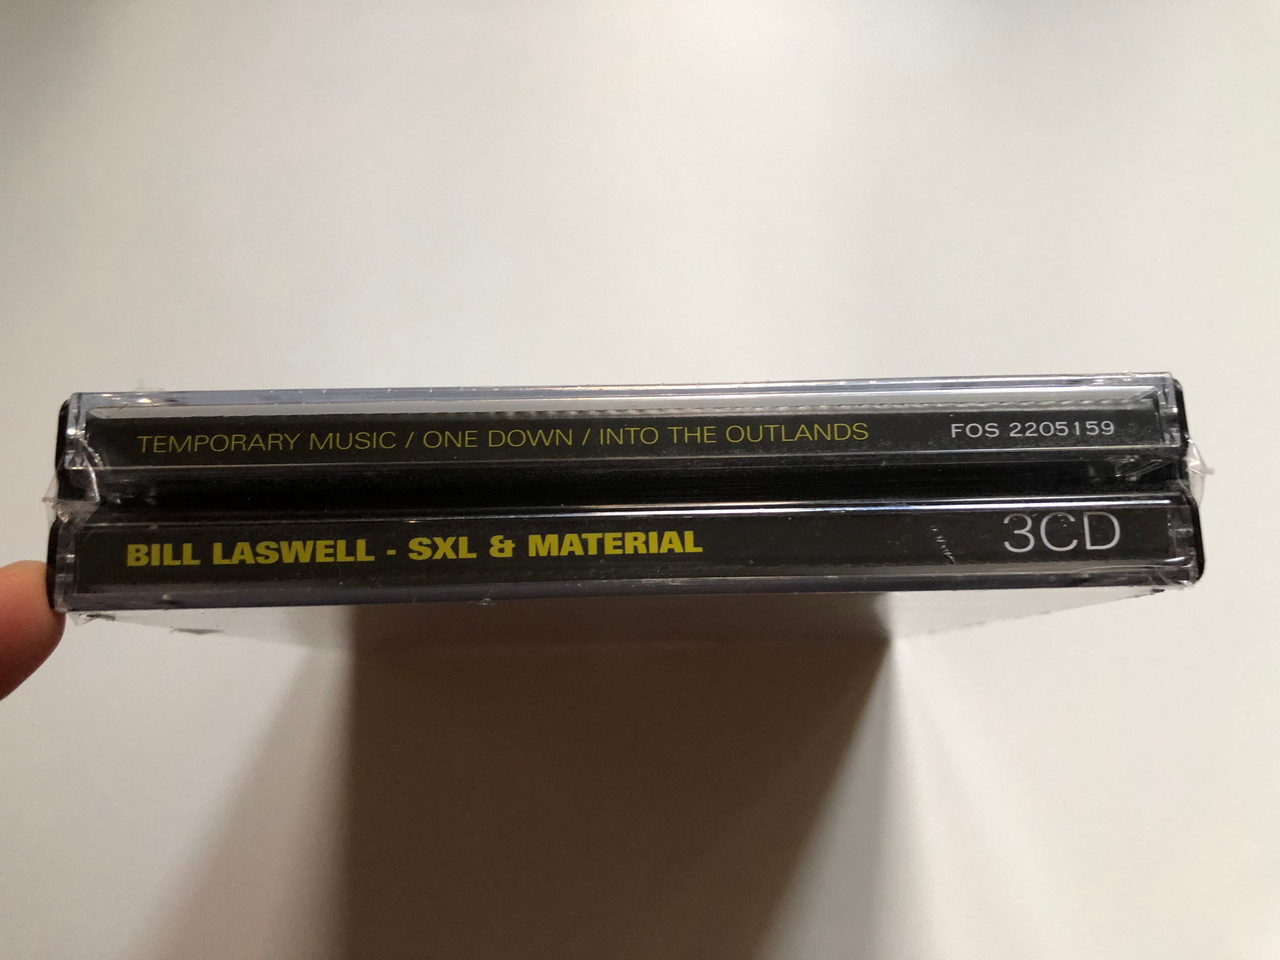 TEMPORARY MUSIC / ONE DOWN / INTO THE OUTLANDS FOS 2205159
BILL LASWELL - SXL & MATERIAL 3CD